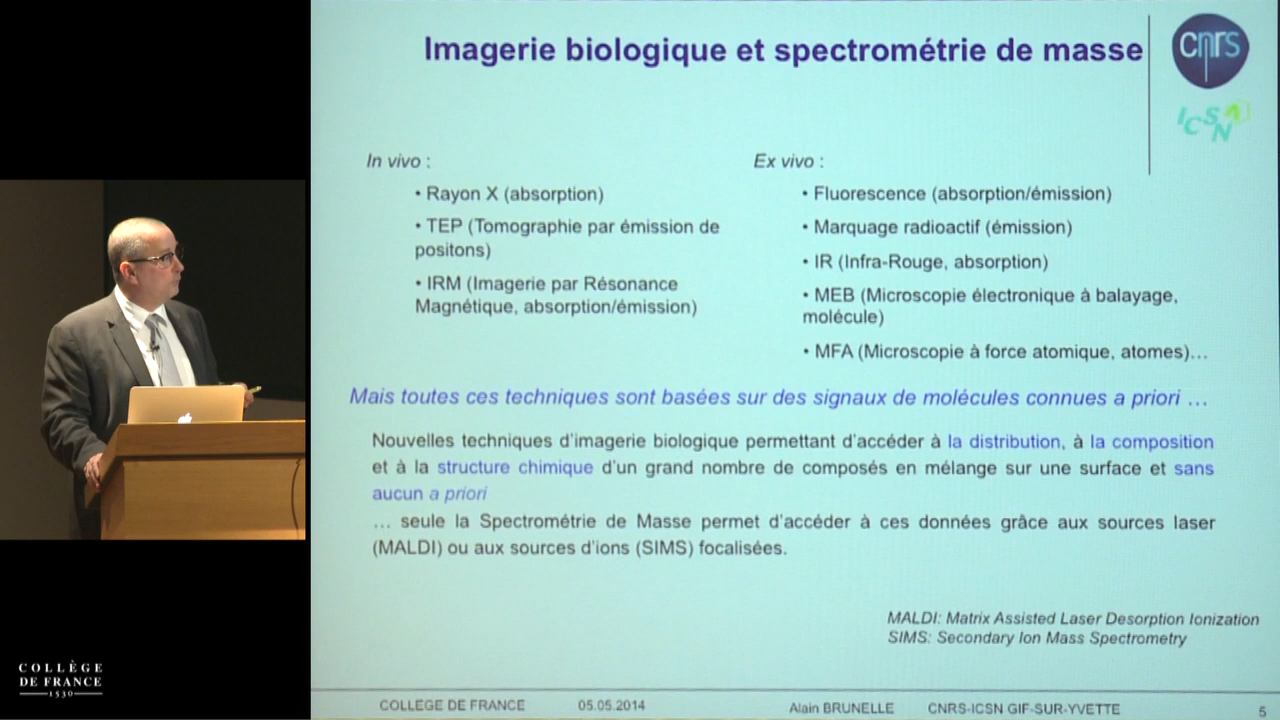 Imagerie biologique et spectrométrie de masse
cnrs
ICSN
In vivo :
• Rayon X (absorption)
• TEP (Tomographie par émission de
positons)
• IRM (Imagerie par Résonance
Magnétique, absorption/émission)
Ex vivo :
• Fluorescence (absorption/émission)
• Marquage radioactif (émission)
• IR (Infra-Rouge, absorption)
• MEB (Microscopie électronique à balayage,
molécule)
• MFA (Microscopie à force atomique, atomes)…
Mais toutes ces techniques sont basées sur des signaux de molécules connues a priori …
Nouvelles techniques d'imagerie biologique permettant d'accéder à la distribution, à la composition
et à la structure chimique d'un grand nombre de composés en mélange sur une surface et sans
aucun a priori
… seule la Spectrométrie de Masse permet d'accéder à ces données grâce aux sources laser
(MALDI) ou aux sources d'ions (SIMS) focalisées.
MALDI: Matrix Assisted Laser Desorption Ionization
SIMS: Secondary Ion Mass Spectrometry
COLLEGE DE FRANCE 05.05.2014 Alain BRUNELLE CNRS-ICSN GIF-SUR-YVETTE 5
COLLÈGE
DE FRANCE
1530